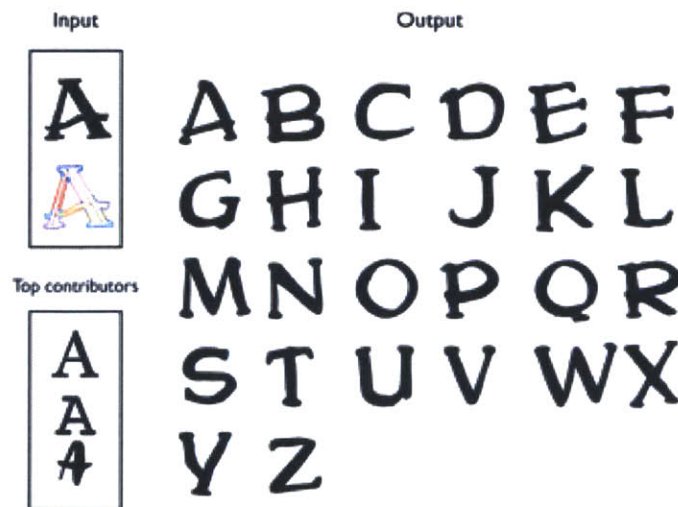 Input
Output
A
A
A B C D E F
G H I J K L
M N O P Q R
S T U V W X
Y Z
Top contributors
A
A
A